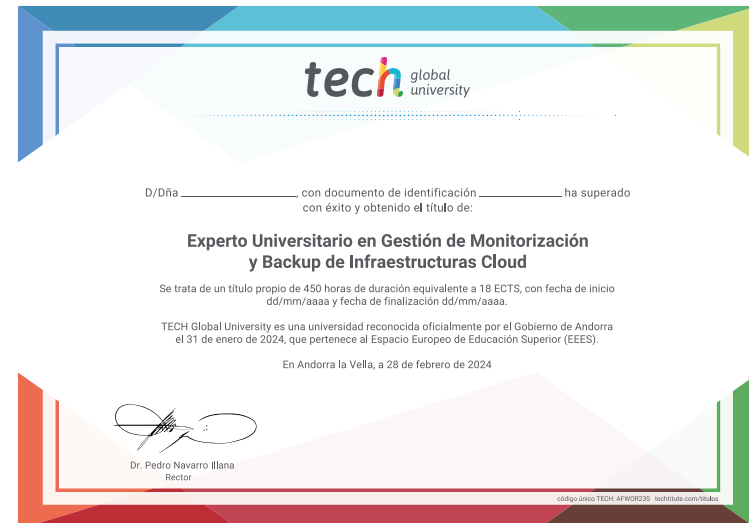 tech global
university
D/Dña ____________________, con documento de identificación ______________ ha superado
con éxito y obtenido el título de:
Experto Universitario en Gestión de Monitorización
y Backup de Infraestructuras Cloud
Se trata de un título propio de 450 horas de duración equivalente a 18 ECTS, con fecha de inicio
dd/mm/aaaa y fecha de finalización dd/mm/aaaa.
TECH Global University es una universidad reconocida oficialmente por el Gobierno de Andorra
el 31 de enero de 2024, que pertenece al Espacio Europeo de Educación Superior (EEES).
En Andorra la Vella, a 28 de febrero de 2024
Dr. Pedro Navarro Illana
Rector
código único TECH: AFWOR23S techtitute.com/titulos